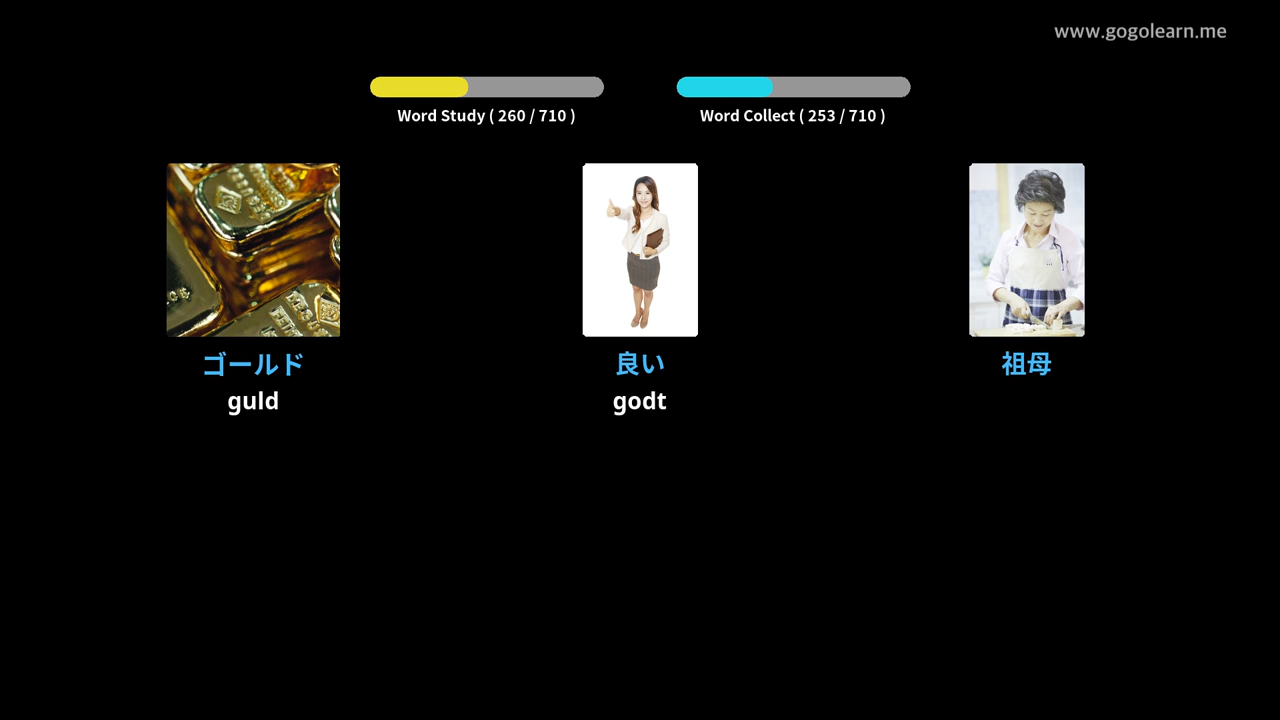 www.gogolearn.me
Word Study ( 260 / 710 )
Word Collect ( 253 / 710 )
ゴールド
良い
祖母
guld
godt